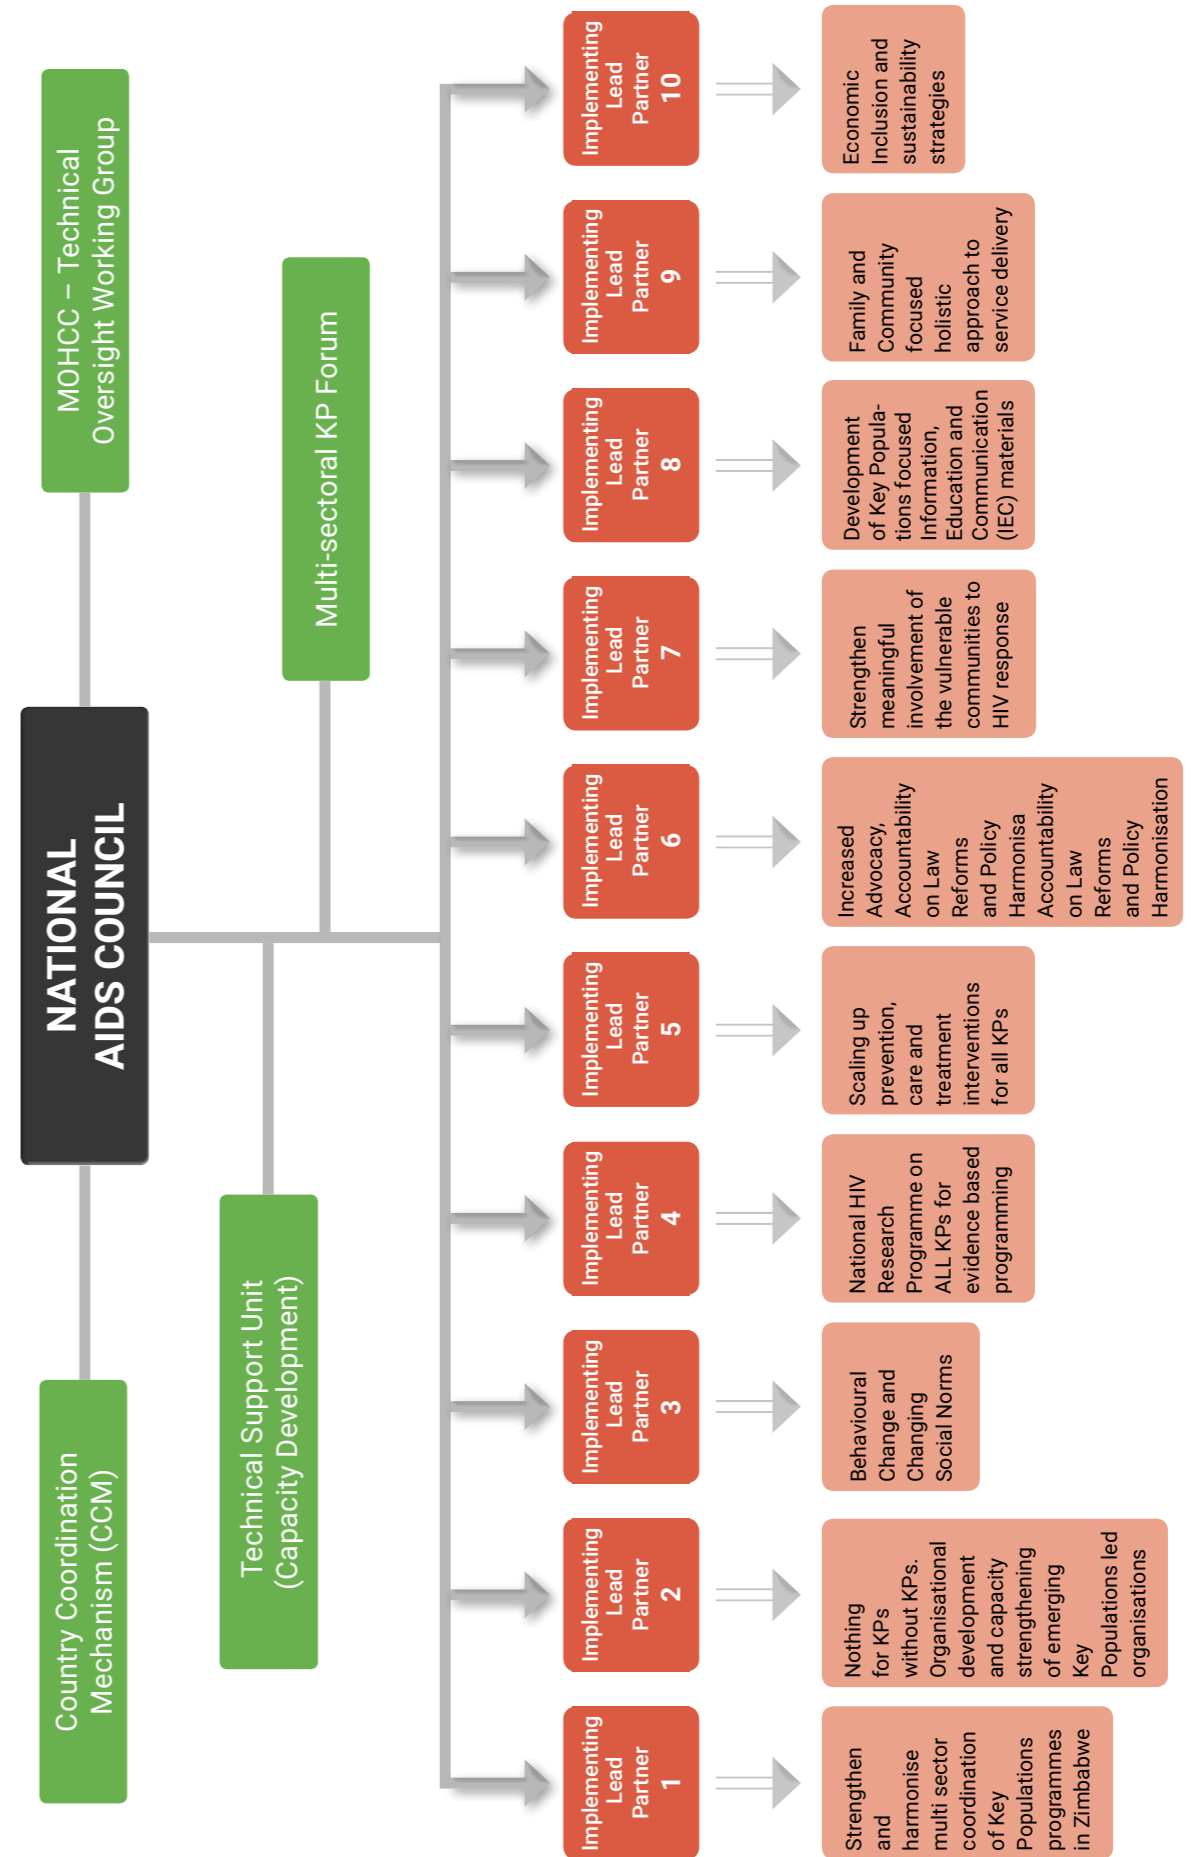 NATIONAL
AIDS COUNCIL
Country Coordination
Mechanism (CCM)
MOHCC – Technical
Oversight Working Group
Technical Support Unit
(Capacity Development)
Multi-sectoral KP Forum
Implementing
Lead
Partner
1
Implementing
Lead
Partner
2
Implementing
Lead
Partner
3
Implementing
Lead
Partner
4
Implementing
Lead
Partner
5
Implementing
Lead
Partner
6
Implementing
Lead
Partner
7
Implementing
Lead
Partner
8
Implementing
Lead
Partner
9
Implementing
Lead
Partner
10
Strengthen
and
harmonise
multi sector
coordination
of Key
Populations
programmes
in Zimbabwe
Nothing
for KPs
without KPs.
Organisational
development
and capacity
strengthening
of emerging
Key
Populations led
organisations
Behavioural
Change and
Changing
Social Norms
National HIV
Research
Programme on
ALL KPs for
evidence based
programming
Scaling up
prevention,
care and
treatment
interventions
for all KPs
Increased
Advocacy,
Accountability
on Law
Reforms
and Policy
Harmonisa
Accountability
on Law
Reforms
and Policy
Harmonisation
Strengthen
meaningful
involvement of
the vulnerable
communities to
HIV response
Development
of Key Popula-
tions focused
Information,
Education and
Communication
(IEC) materials
Family and
Community
focused
holistic
approach to
service delivery
Economic
Inclusion and
sustainability
strategies